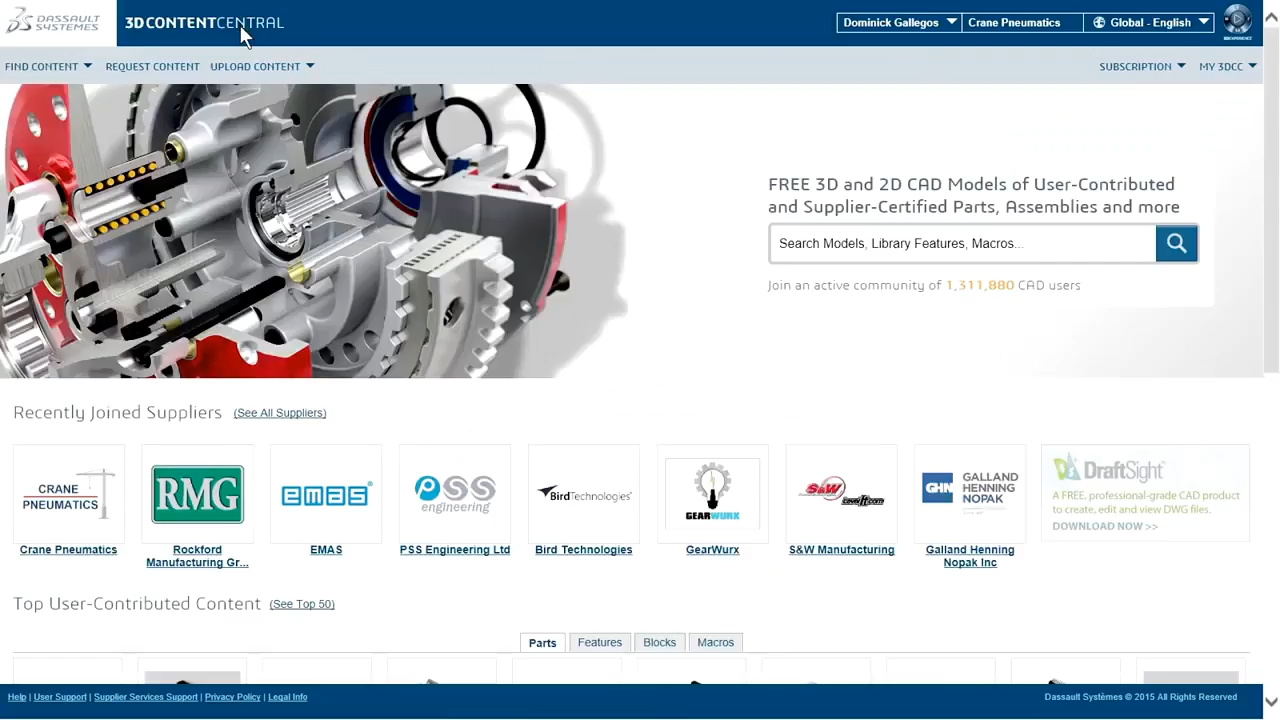 DASSAULT SYSTEMES
3DCONTENTCENTRAL
Dominick Gallegos
Crane Pneumatics
Global - English
3DEXPERIENCE
FIND CONTENT
REQUEST CONTENT
UPLOAD CONTENT
SUBSCRIPTION
MY 3DCC
FREE 3D and 2D CAD Models of User-Contributed
and Supplier-Certified Parts, Assemblies and more
Search Models, Library Features, Macros...
Join an active community of 1,311,880 CAD users
Recently Joined Suppliers (See All Suppliers)
CRANE PNEUMATICS
RMG
emas
PSS engineering
BirdTechnologies
GEARWURX
S&W
GHN GALLAND HENNING NOPAK
DraftSight
A FREE, professional-grade CAD product
to create, edit and view DWG files.
DOWNLOAD NOW >>
Crane Pneumatics
Rockford Manufacturing Gr...
EMAS
PSS Engineering Ltd
Bird Technologies
GearWurx
S&W Manufacturing
Galland Henning Nopak Inc
Top User-Contributed Content (See Top 50)
Parts
Features
Blocks
Macros
Help | User Support | Supplier Services Support | Privacy Policy | Legal Info
Dassault Systèmes © 2015 All Rights Reserved